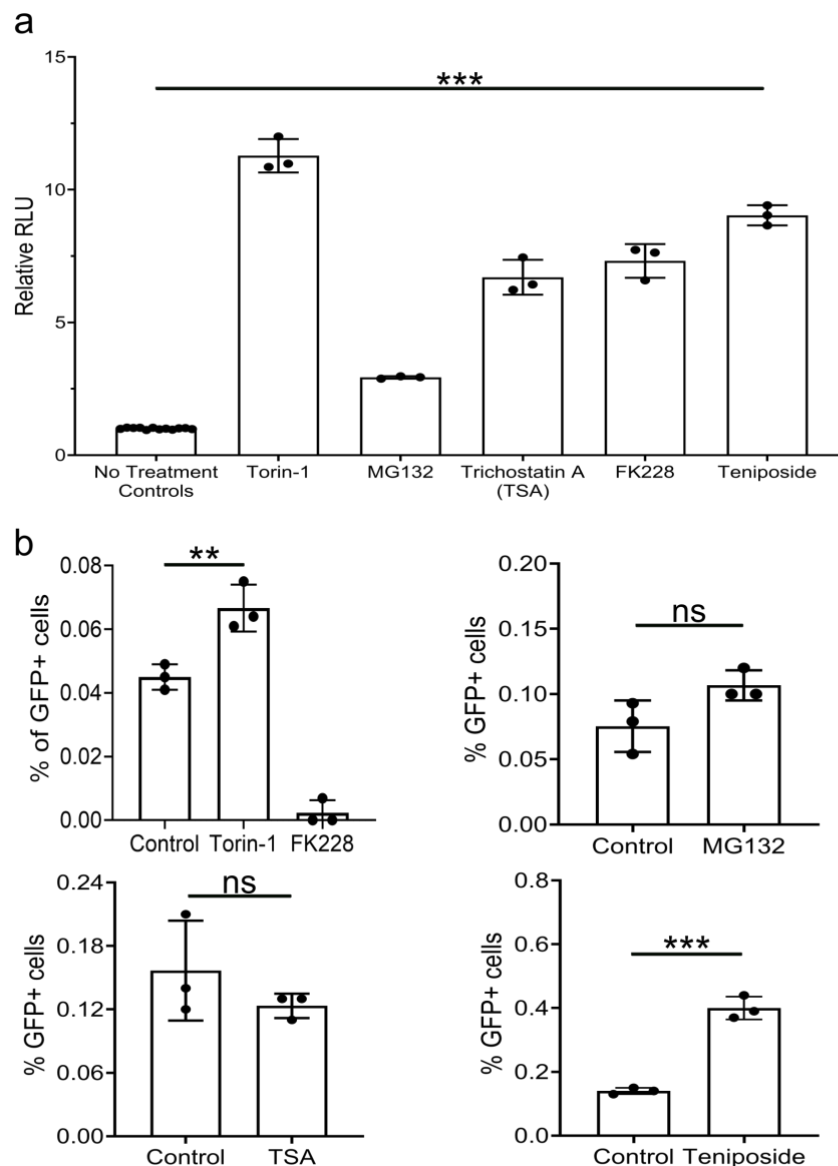 a
***
15
10
5
0
Relative RLU
No Treatment
Controls
Torin-1
MG132
Trichostatin A
(TSA)
FK228
Teniposide
b
**
0.08
0.06
0.04
0.02
0.00
% of GFP+ cells
Control
Torin-1
FK228
ns
0.20
0.15
0.10
0.05
0.00
% GFP+ cells
Control
MG132
ns
0.24
0.18
0.12
0.06
0.00
% GFP+ cells
Control
TSA
***
0.8
0.6
0.4
0.2
0.0
% GFP+ cells
Control
Teniposide